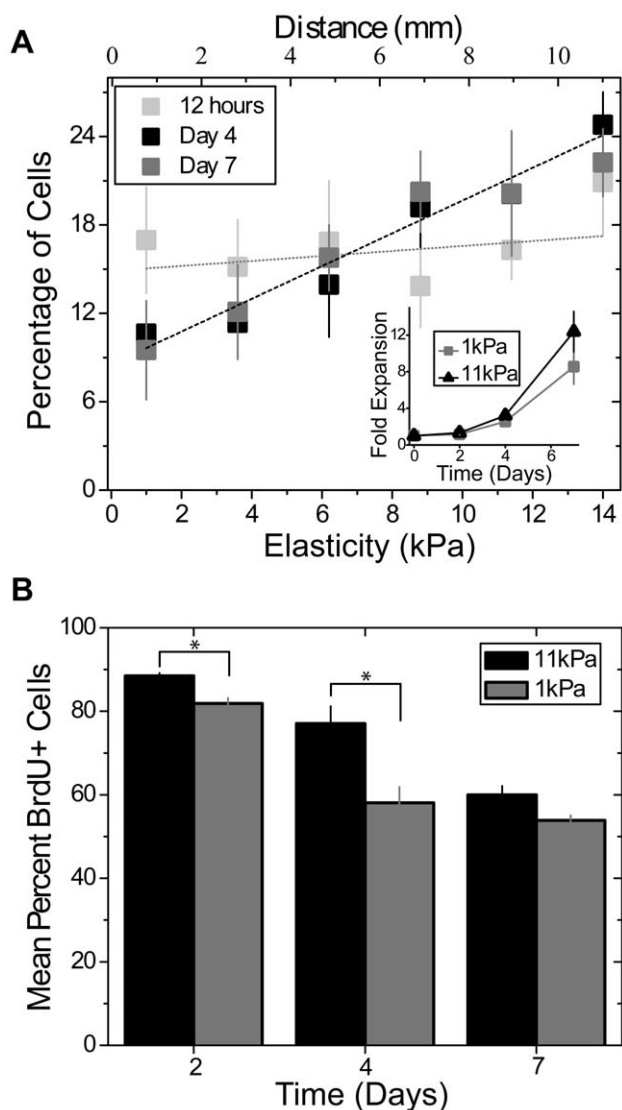 A
Distance (mm)
0 2 4 6 8 10
12 hours
Day 4
Day 7
24
18
12
6
0
Percentage of Cells
1kPa
11kPa
12
8
4
0
Fold Expansion
0 2 4 6
Time (Days)
0 2 4 6 8 10 12 14
Elasticity (kPa)
B
100
80
60
40
20
0
Mean Percent BrdU+ Cells
* *
11kPa
1kPa
2 4 7
Time (Days)